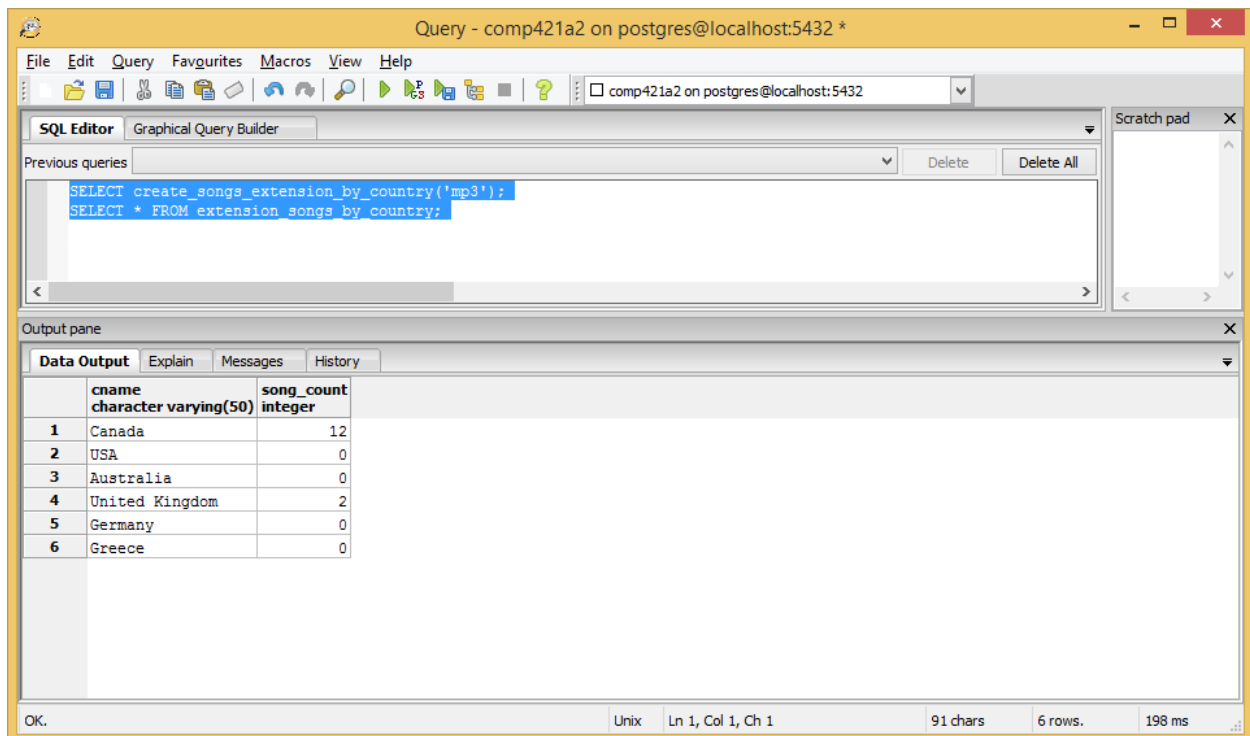 Query - comp421a2 on postgres@localhost:5432 *
File Edit Query Favourites Macros View Help
comp421a2 on postgres@localhost:5432
SQL Editor Graphical Query Builder
Scratch pad
Previous queries Delete Delete All
SELECT create_songs_extension_by_country('mp3');
SELECT * FROM extension_songs_by_country;
Output pane
Data Output Explain Messages History
cname song_count
character varying(50) integer
1 Canada 12
2 USA 0
3 Australia 0
4 United Kingdom 2
5 Germany 0
6 Greece 0
OK. Unix Ln 1, Col 1, Ch 1 91 chars 6 rows. 198 ms